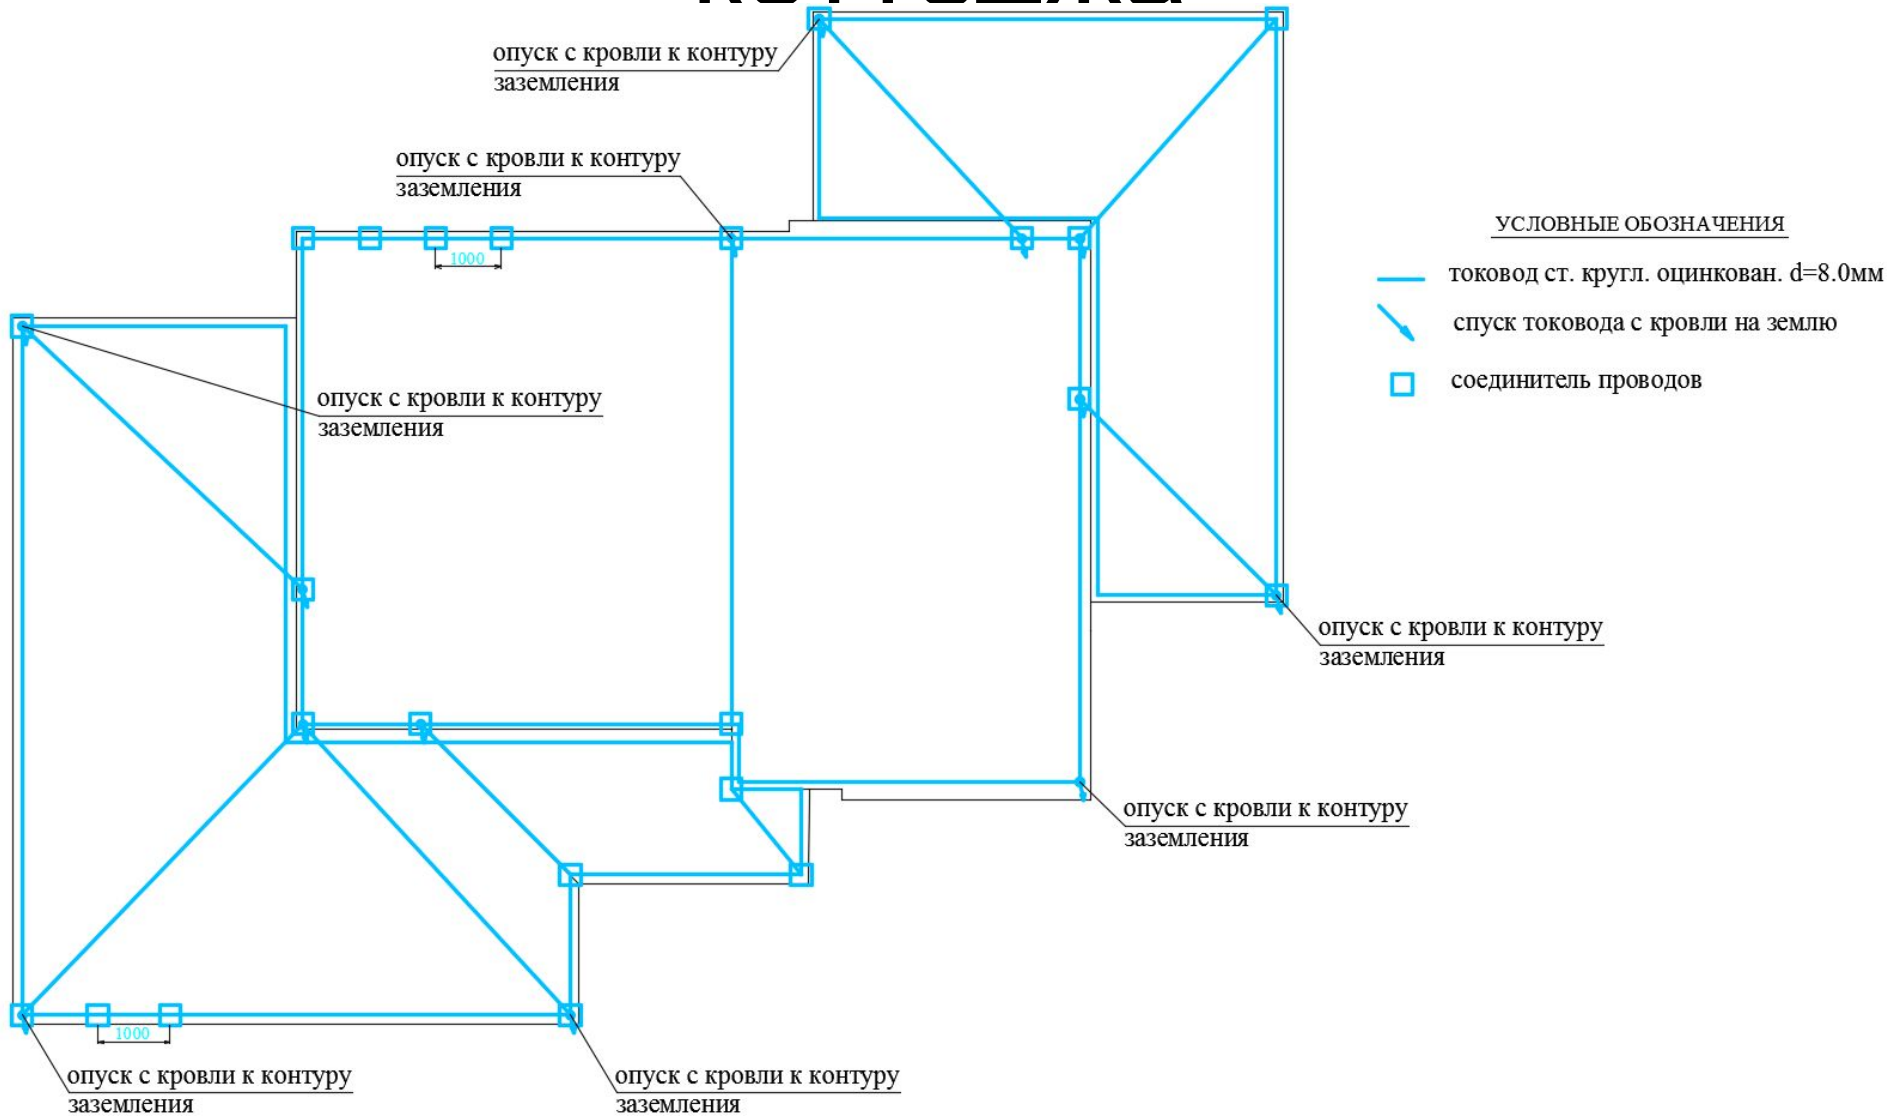 опуск с кровли к контуру
заземления
опуск с кровли к контуру
заземления
1000
УСЛОВНЫЕ ОБОЗНАЧЕНИЯ
токовод ст. кругл. оцинкован. d=8.0мм
спуск токовода с кровли на землю
соединитель проводов
опуск с кровли к контуру
заземления
опуск с кровли к контуру
заземления
опуск с кровли к контуру
заземления
1000
опуск с кровли к контуру
заземления
опуск с кровли к контуру
заземления